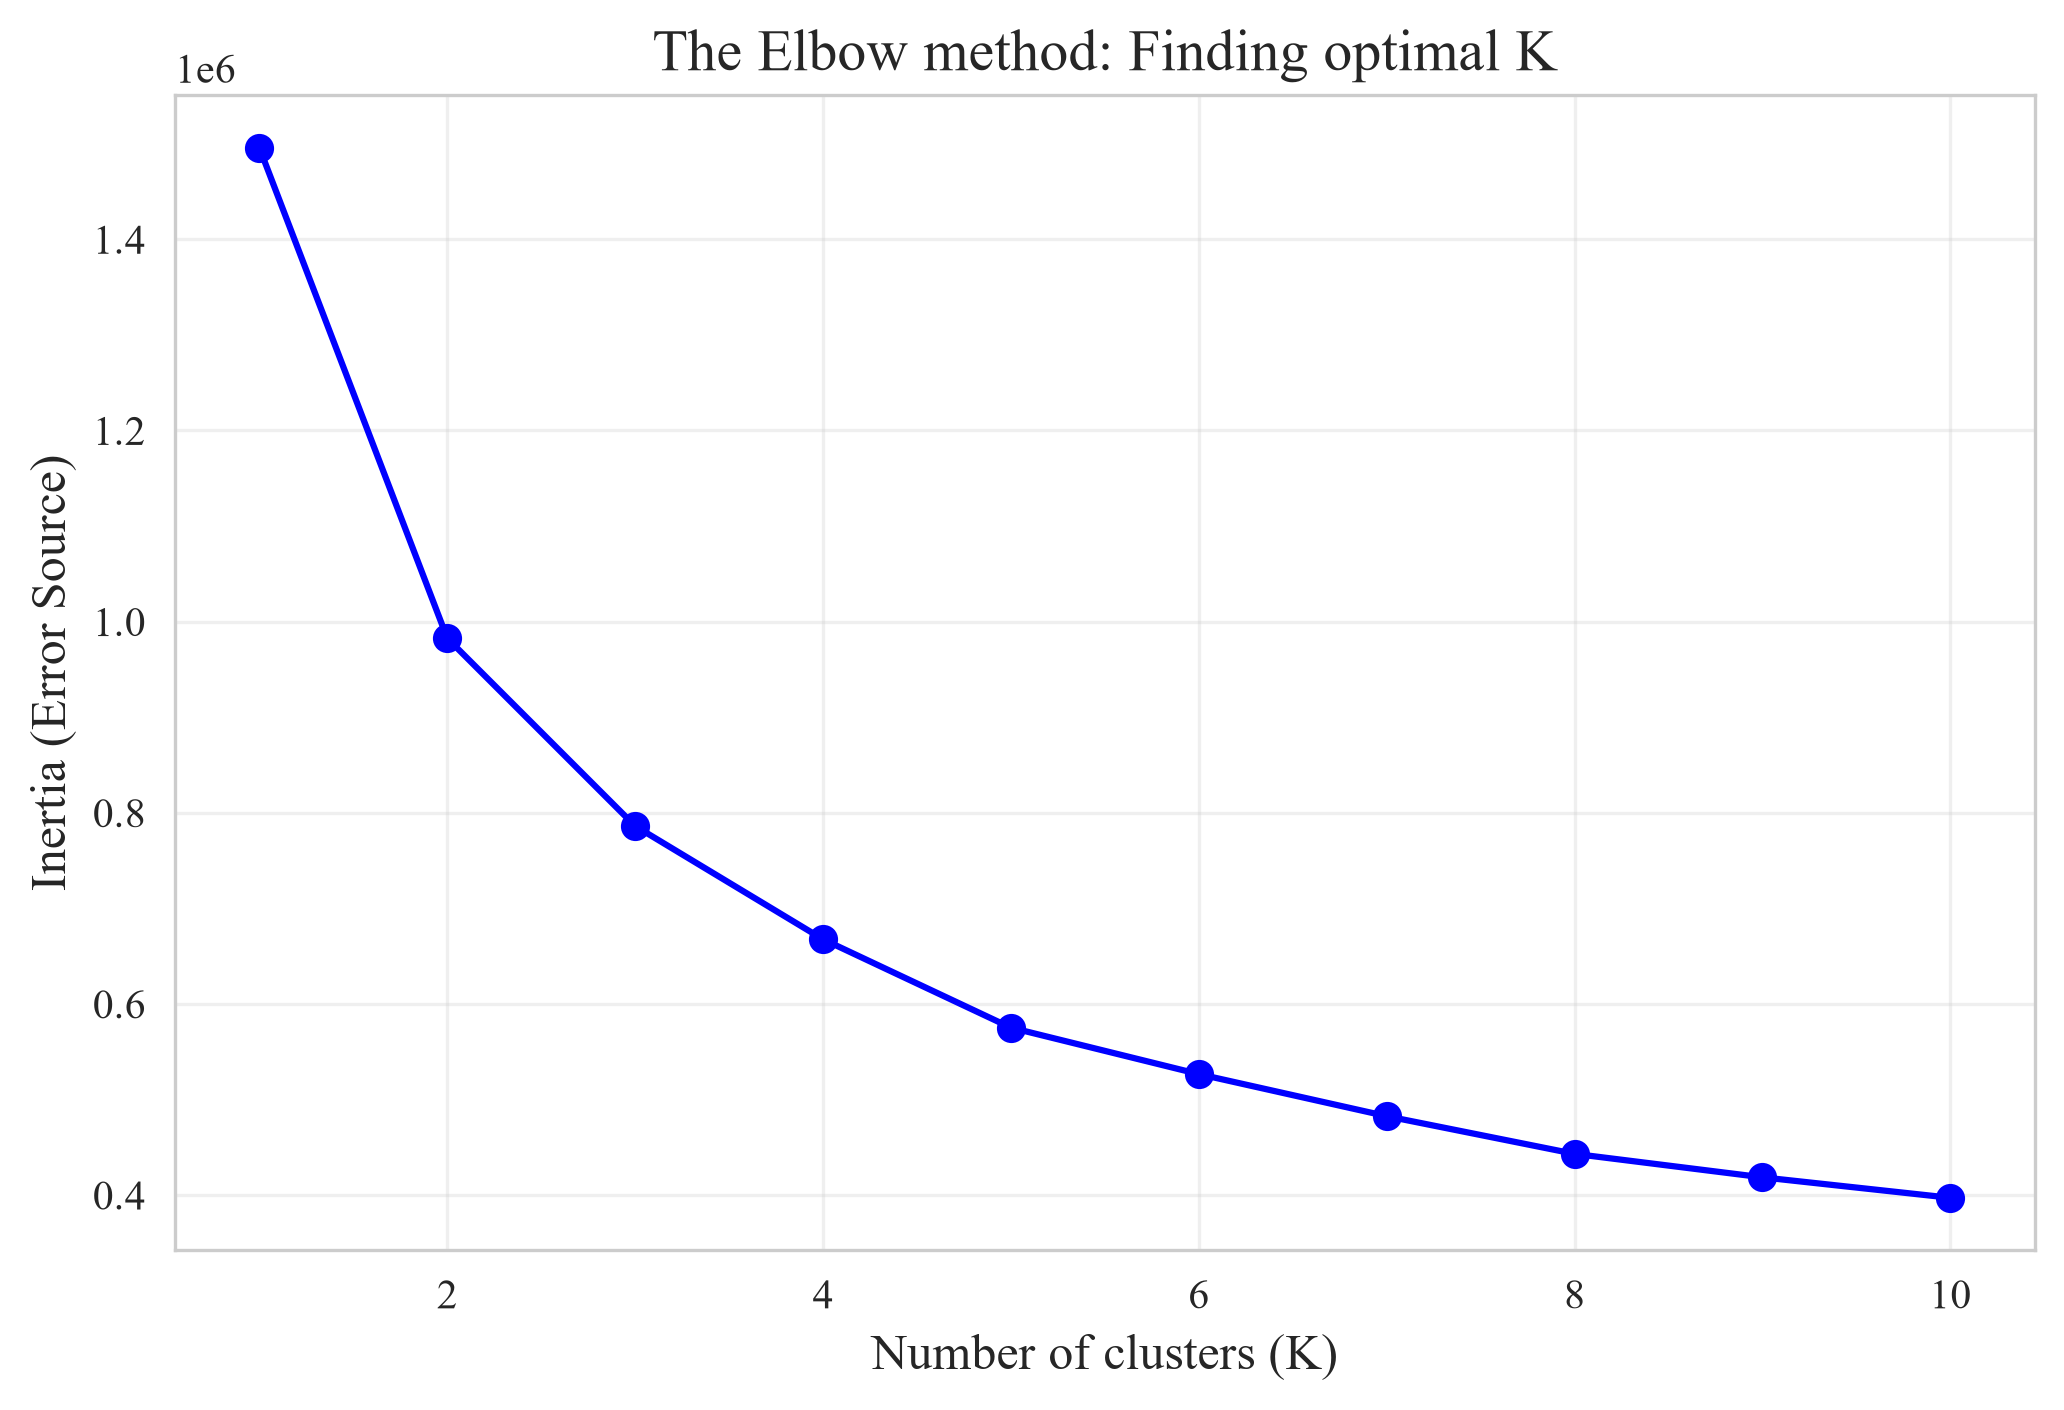 The Elbow method: Finding optimal K
1e6
1.4
1.2
1.0
0.8
0.6
0.4
Inertia (Error Source)
2 4 6 8 10
Number of clusters (K)